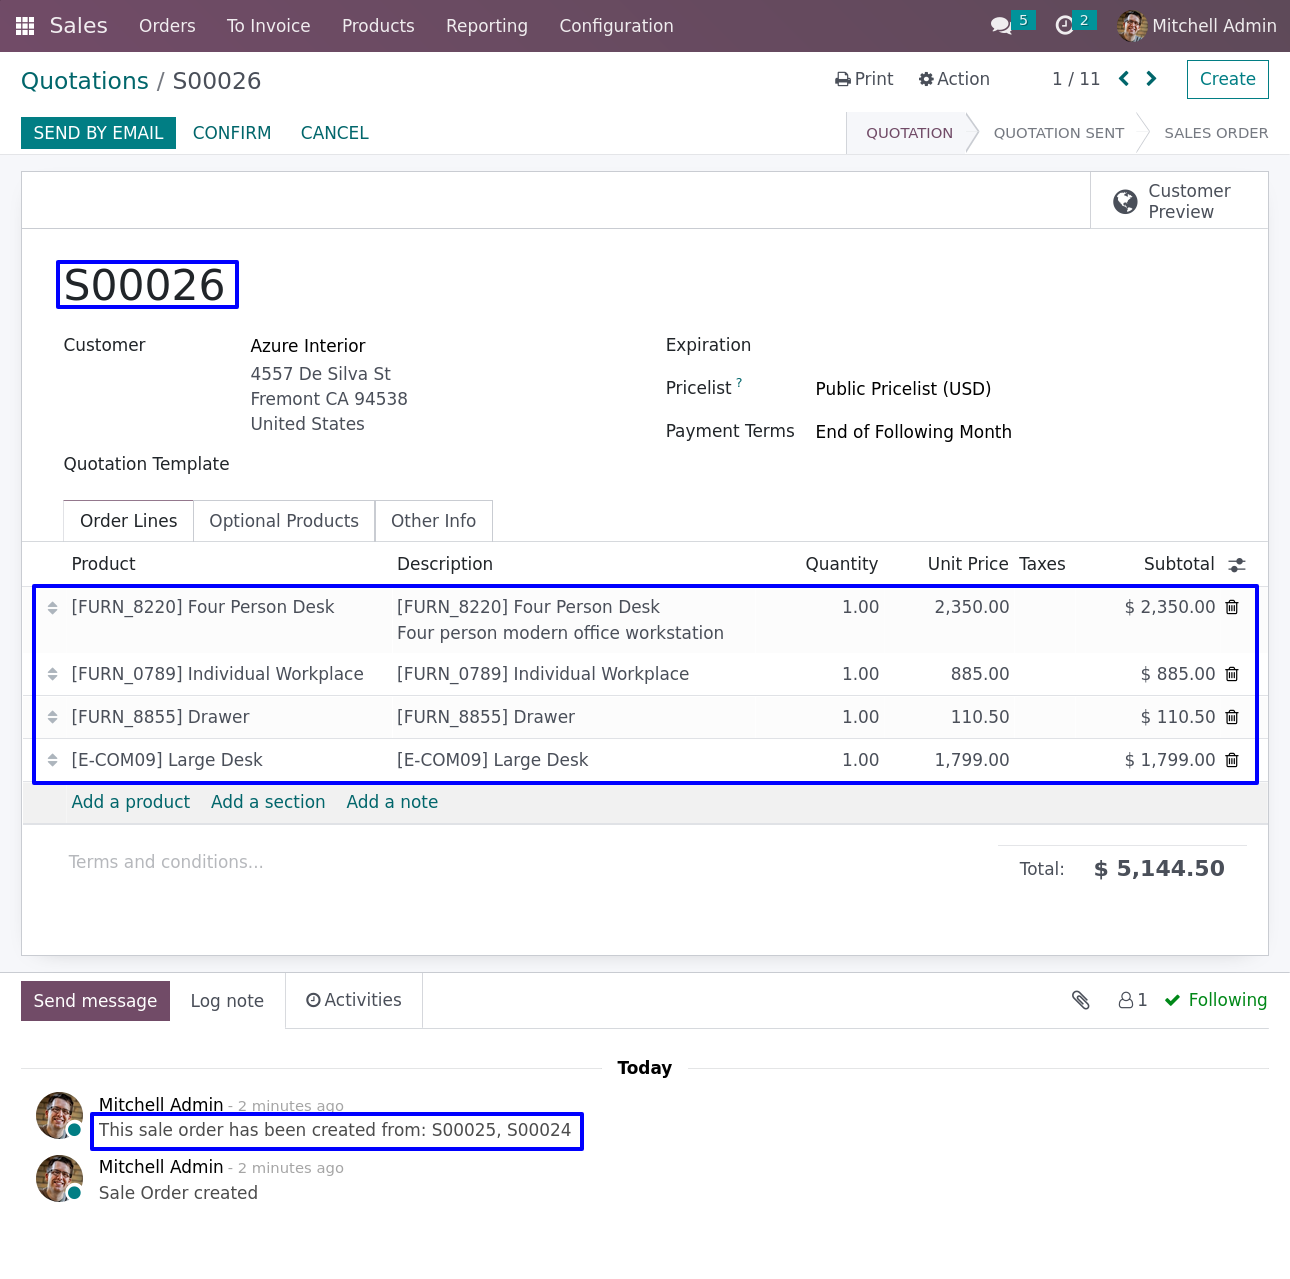 Sales Orders To Invoice Products Reporting Configuration 5 2 Mitchell Admin
Quotations / S00026 Print Action 1 / 11 Create
SEND BY EMAIL CONFIRM CANCEL QUOTATION QUOTATION SENT SALES ORDER
Customer
Preview
S00026
Customer Azure Interior Expiration
4557 De Silva St
Fremont CA 94538
United States
Pricelist ? Public Pricelist (USD)
Payment Terms End of Following Month
Quotation Template
Order Lines Optional Products Other Info
Product Description Quantity Unit Price Taxes Subtotal
[FURN_8220] Four Person Desk [FURN_8220] Four Person Desk 1.00 2,350.00 $ 2,350.00
Four person modern office workstation
[FURN_0789] Individual Workplace [FURN_0789] Individual Workplace 1.00 885.00 $ 885.00
[FURN_8855] Drawer [FURN_8855] Drawer 1.00 110.50 $ 110.50
[E-COM09] Large Desk [E-COM09] Large Desk 1.00 1,799.00 $ 1,799.00
Add a product Add a section Add a note
Terms and conditions... Total: $ 5,144.50
Send message Log note Activities 1 Following
Today
Mitchell Admin - 2 minutes ago
This sale order has been created from: S00025, S00024
Mitchell Admin - 2 minutes ago
Sale Order created